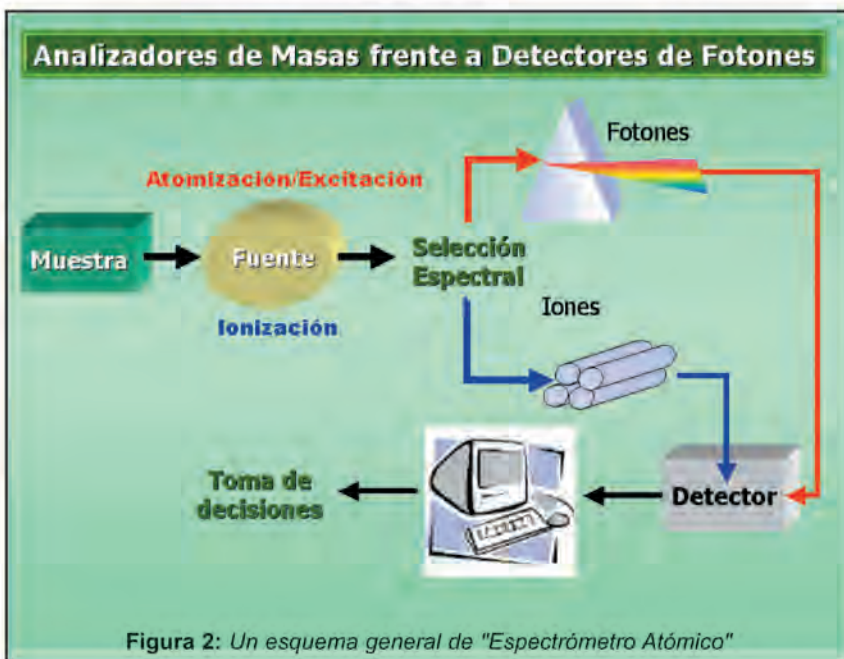 Analizadores de Masas frente a Detectores de Fotones
Fotones
Atomización/Excitación
Muestra
Fuente
Selección
Espectral
Ionización
Iones
Toma de
decisiones
Detector
Figura 2: Un esquema general de "Espectrómetro Atómico"